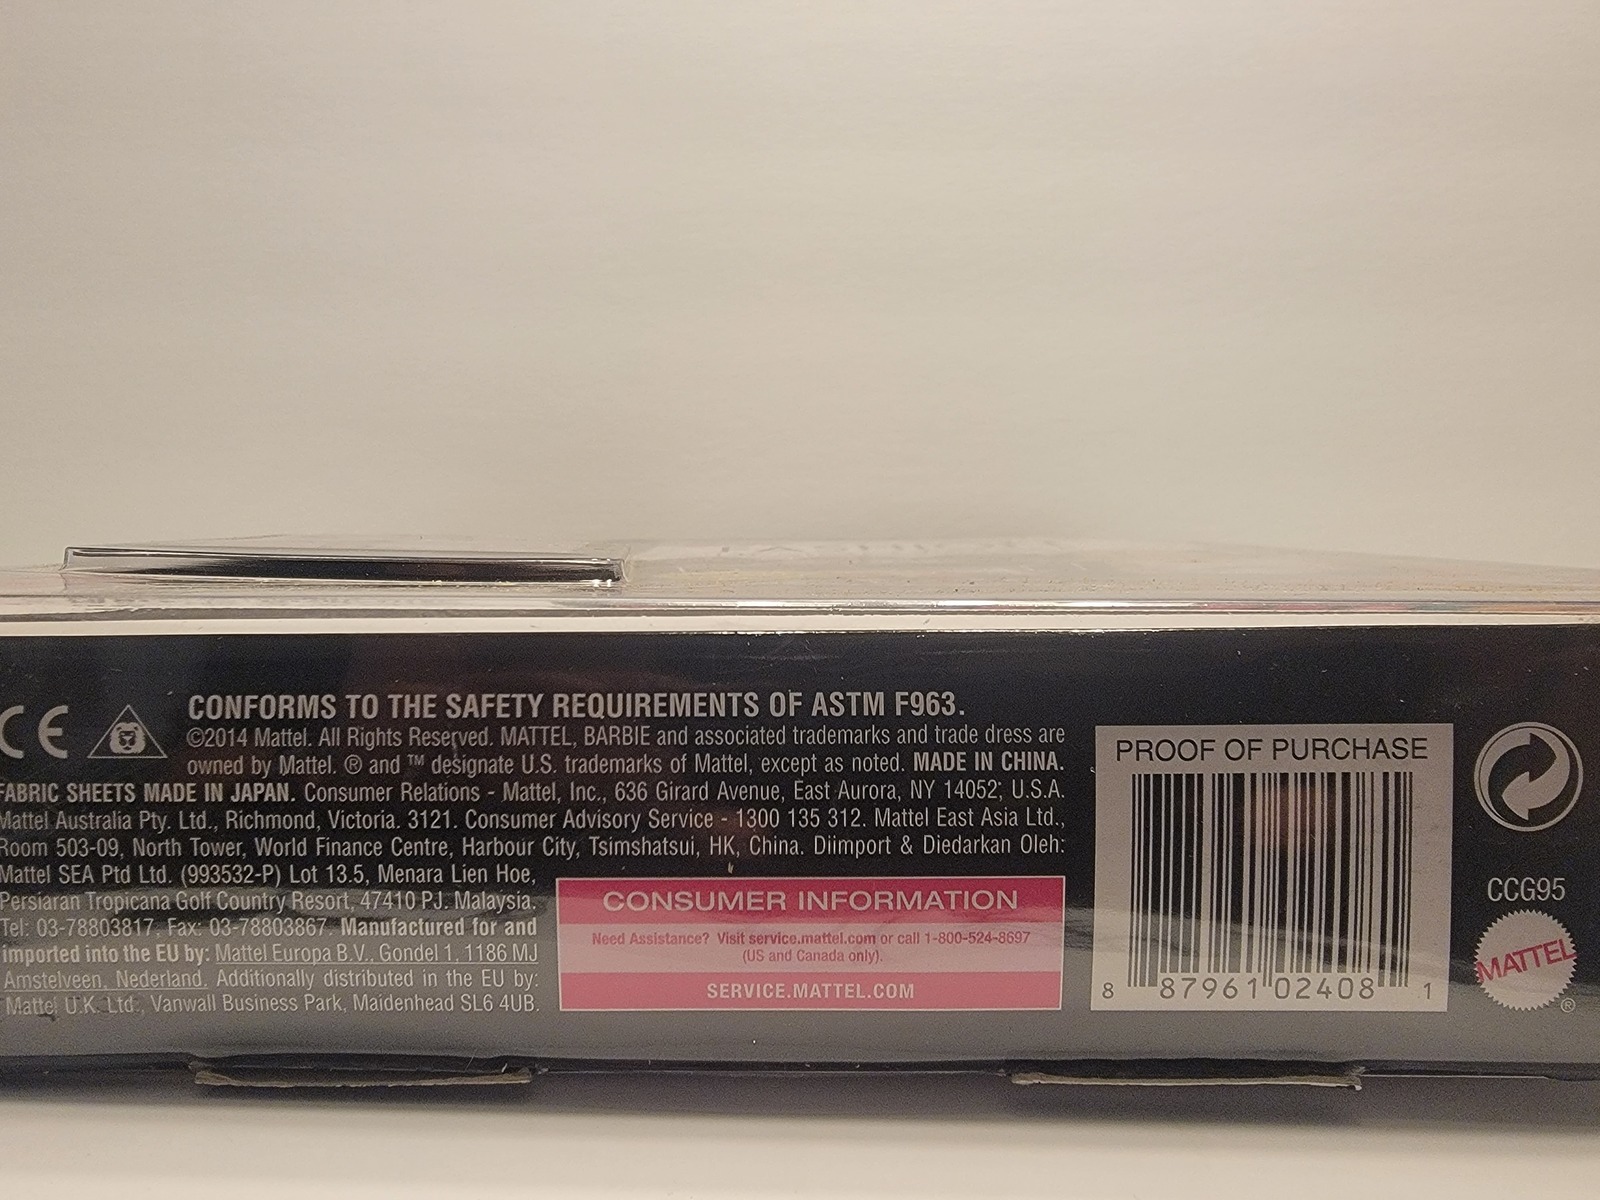 CE
CONFORMS TO THE SAFETY REQUIREMENTS OF ASTM F963.
©2014 Mattel. All Rights Reserved. MATTEL, BARBIE and associated trademarks and trade dress are
owned by Mattel. ® and ™ designate U.S. trademarks of Mattel, except as noted. MADE IN CHINA.
FABRIC SHEETS MADE IN JAPAN. Consumer Relations - Mattel, Inc., 636 Girard Avenue, East Aurora, NY 14052, U.S.A.
Mattel Australia Pty. Ltd., Richmond, Victoria. 3121. Consumer Advisory Service - 1300 135 312. Mattel East Asia Ltd.,
Room 503-09, North Tower, World Finance Centre, Harbour City, Tsimshatsui, HK, China. Diimport & Diedarkan Oleh:
Mattel SEA Ptd Ltd. (993532-P) Lot 13.5, Menara Lien Hoe,
Persiaran Tropicana Golf Country Resort, 47410 PJ. Malaysia.
Tel: 03-78803817, Fax: 03-78803867. Manufactured for and
imported into the EU by: Mattel Europa B.V., Gondel 1, 1186 MJ
Amstelveen, Nederland. Additionally distributed in the EU by:
Mattel U.K. Ltd., Vanwall Business Park, Maidenhead SL6 4UB.
CONSUMER INFORMATION
Need Assistance? Visit service.mattel.com or call 1-800-524-8697
(US and Canada only).
SERVICE.MATTEL.COM
PROOF OF PURCHASE
8 87961 02408 1
CCG95
MATTEL
®